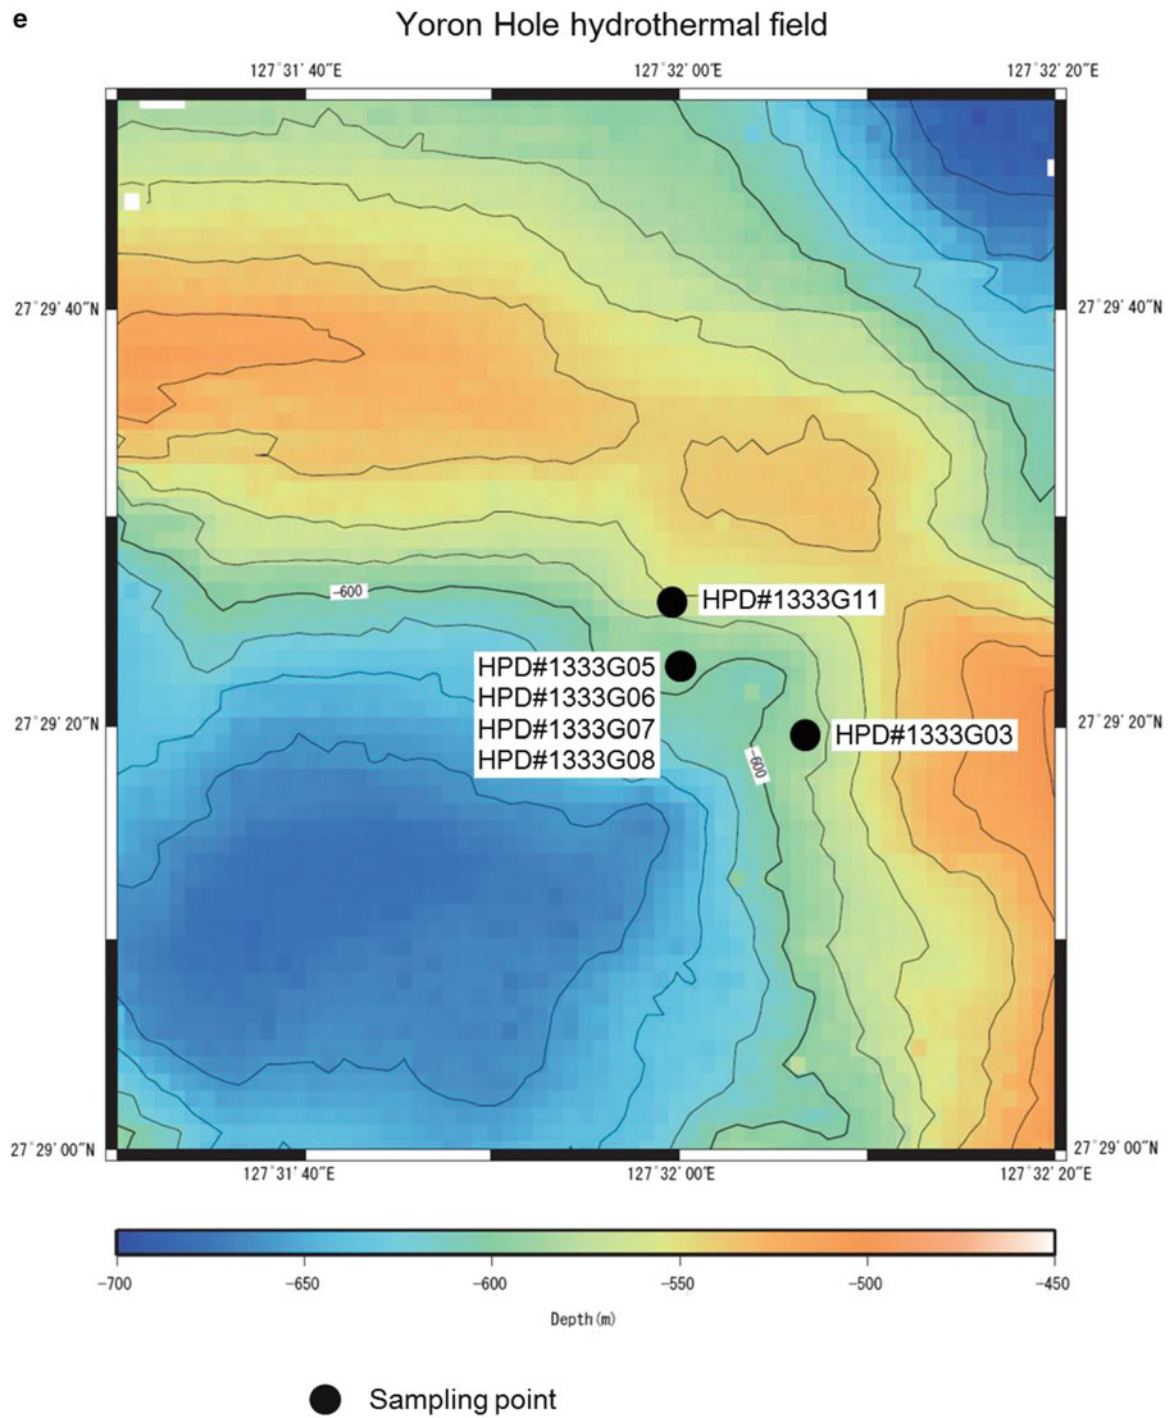 e
Yoron Hole hydrothermal field
127°31'40"E 127°32'00"E 127°32'20"E
27°29'40"N 27°29'40"N
-600
HPD#1333G11
HPD#1333G05
HPD#1333G06
27°29'20"N 27°29'20"N
HPD#1333G07
HPD#1333G03
HPD#1333G08
-600
27°29'00"N 27°29'00"N
127°31'40"E 127°32'00"E 127°32'20"E
-700 -650 -600 -550 -500 -450
Depth(m)
Sampling point